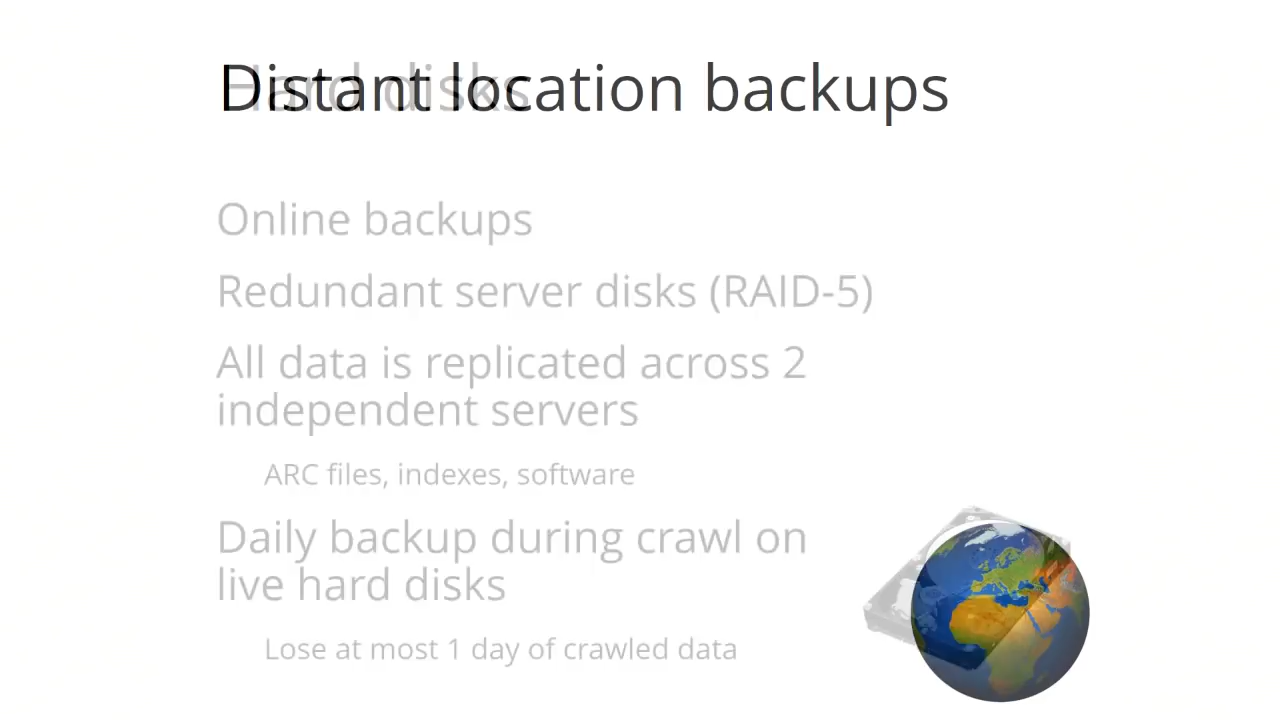 Hard disks
Distant location backups
Online backups
Redundant server disks (RAID-5)
All data is replicated across 2
independent servers
ARC files, indexes, software
Daily backup during crawl on
live hard disks
Lose at most 1 day of crawled data